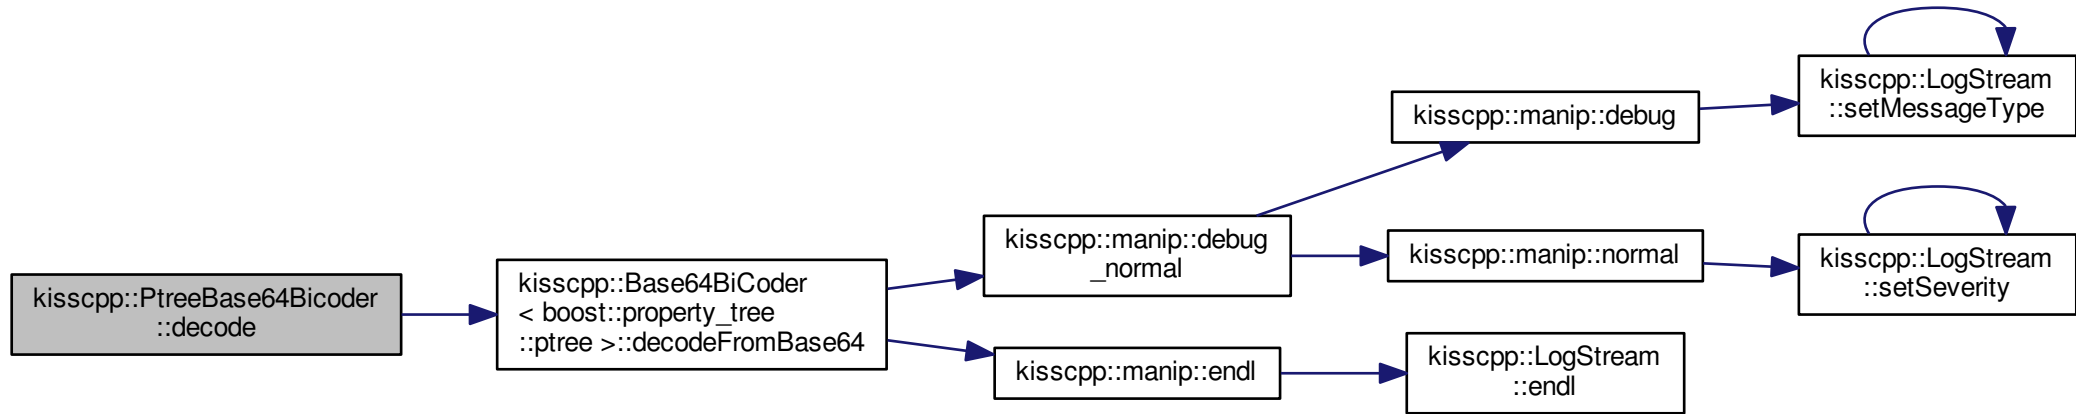 kisscpp::PtreeBase64Bicoder
::decode
kisscpp::Base64BiCoder
< boost::property_tree
::ptree >::decodeFromBase64
kisscpp::manip::debug
_normal
kisscpp::manip::debug
kisscpp::LogStream
::setMessageType
kisscpp::manip::normal
kisscpp::LogStream
::setSeverity
kisscpp::manip::endl
kisscpp::LogStream
::endl